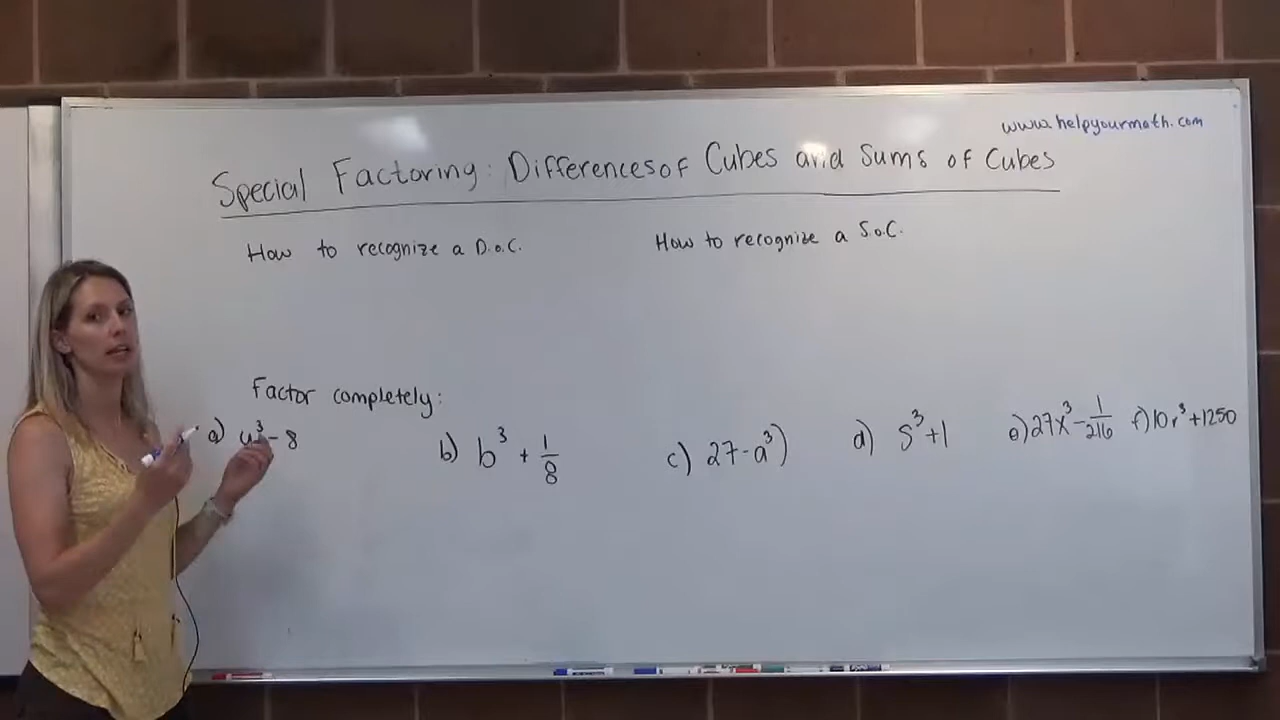 www.helpyourmath.com
Special Factoring: Differences of Cubes and Sums of Cubes
How to recognize a D.o.C.
How to recognize a S.o.C.
Factor completely:
a) u³ - 8
b) b³ + 1/8
c) 27 - a³)
d) s³ + 1
e) 27x³ - 1/216
f) 10r³ + 1250